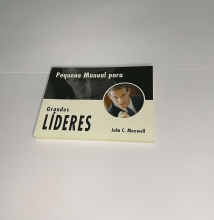 Pequeno Manual para
Grandes
LÍDERES
John C. Maxwell